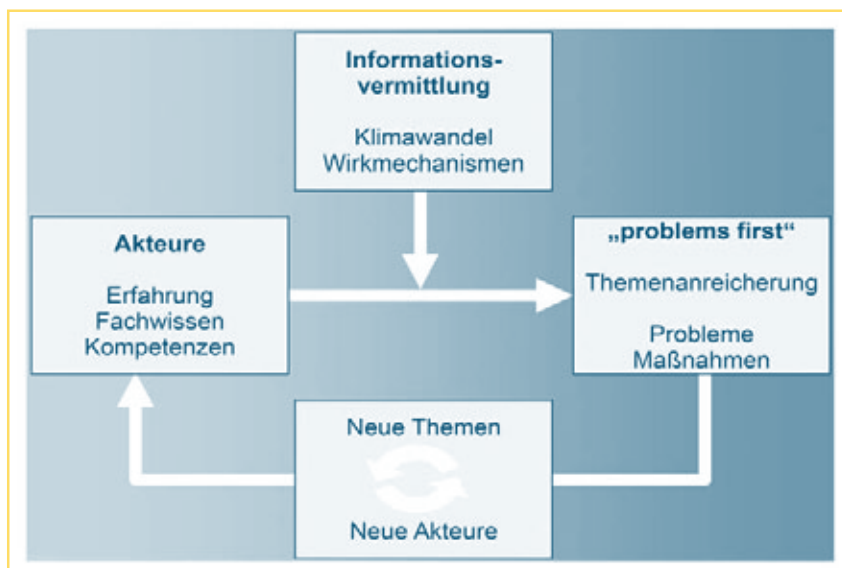 Informations-
vermittlung
Klimawandel
Wirkmechanismen
Akteure
Erfahrung
Fachwissen
Kompetenzen
„problems first“
Themenanreicherung
Probleme
Maßnahmen
Neue Themen
Neue Akteure